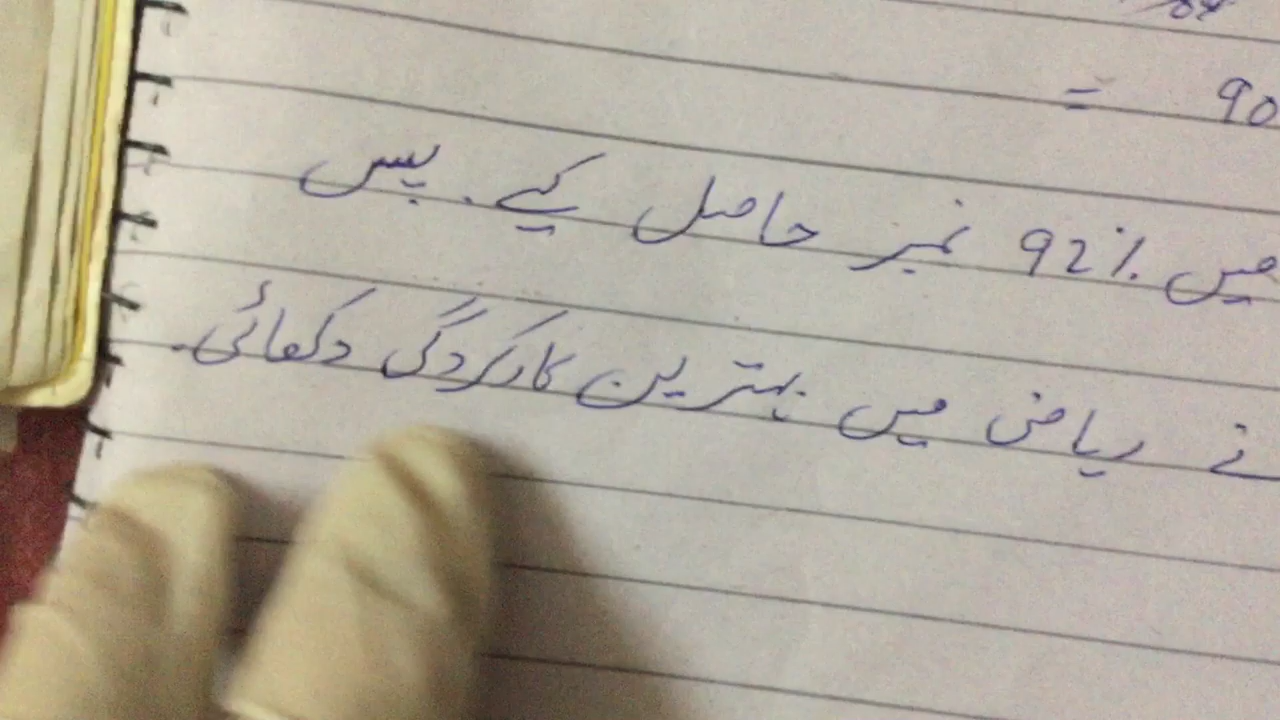 = 90
میں 92% نمبر حاصل کیے۔ پس
نے ریاضی میں بہترین کارکردگی دکھائی۔